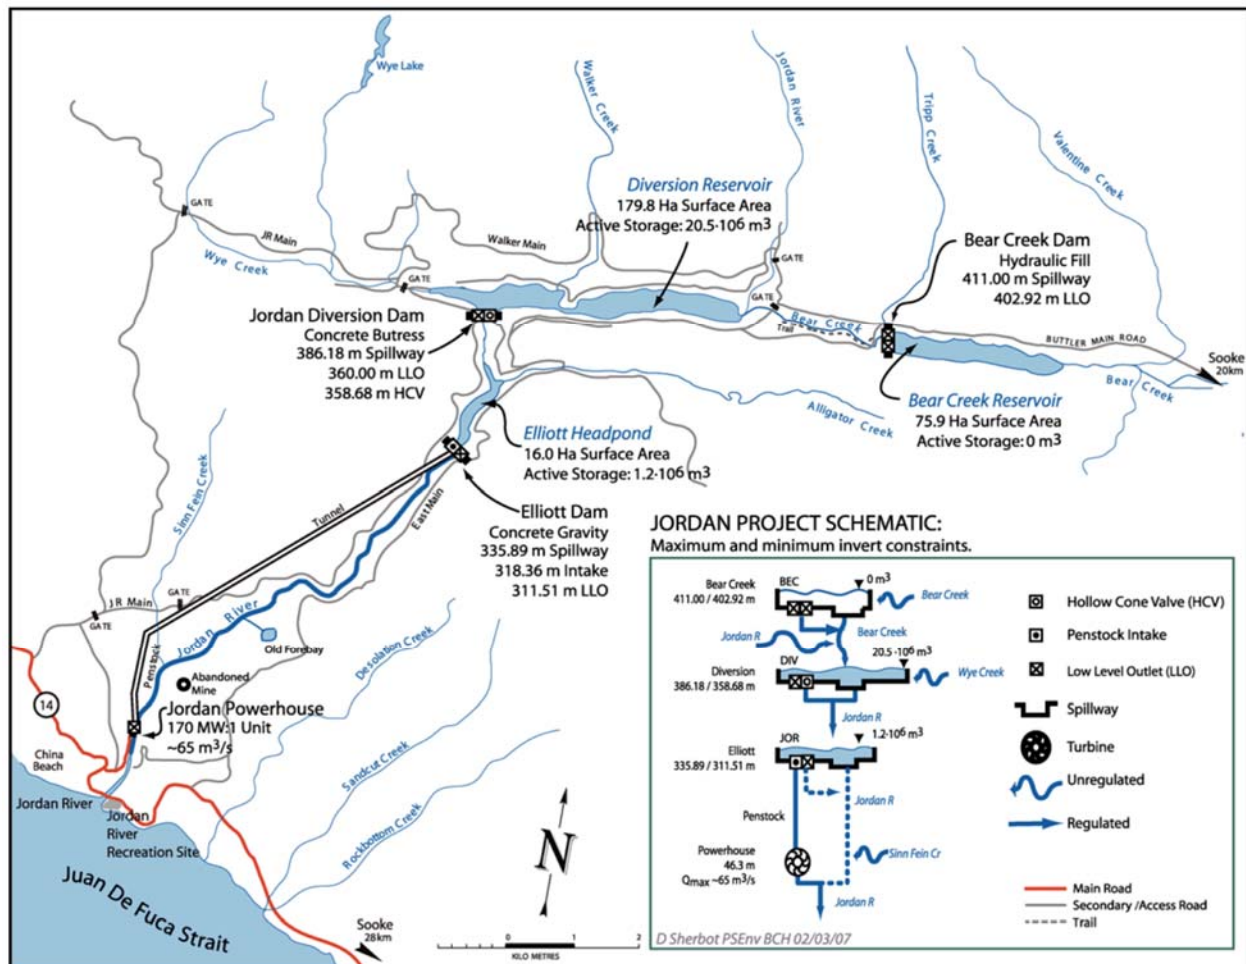 Wye Lake
Walker Creek
Jordan River
Tripp Creek
Valentine Creek
GATE
JR Main
Wye Creek
Walker Main
GATE
Diversion Reservoir
179.8 Ha Surface Area
Active Storage: 20.5·10⁶ m³
GATE
GATE
Bear Creek Dam
Hydraulic Fill
411.00 m Spillway
402.92 m LLO
Jordan Diversion Dam
Concrete Butress
386.18 m Spillway
360.00 m LLO
358.68 m HCV
Bear Creek
Trail
BUTTLER MAIN ROAD
Sooke
20km
Bear Creek
Alligator Creek
Bear Creek Reservoir
75.9 Ha Surface Area
Active Storage: 0 m³
Elliott Headpond
16.0 Ha Surface Area
Active Storage: 1.2·10⁶ m³
Sinn Fein Creek
Tunnel
East Main
Elliott Dam
Concrete Gravity
335.89 m Spillway
318.36 m Intake
311.51 m LLO
JR Main
GATE
GATE
Jordan River
Old Forebay
Penstock
Abandoned
Mine
Desolation Creek
Jordan Powerhouse
170 MW:1 Unit
~65 m³/s
14
China
Beach
Sandcut Creek
Jordan River
Jordan
River
Recreation Site
Rockbottom Creek
Juan De Fuca Strait
Sooke
28km
N
0 1 2
KILO METRES
JORDAN PROJECT SCHEMATIC:
Maximum and minimum invert constraints.
Bear Creek
411.00 / 402.92 m
BEC
0 m³
Bear Creek
Jordan R
Bear Creek
20.5 ·10⁶ m³
Diversion
386.18 / 358.68 m
DIV
Wye Creek
Jordan R
1.2·10⁶ m³
Elliott
335.89 / 311.51 m
JOR
Jordan R
Penstock
Powerhouse
46.3 m
Qmax ~65 m³/s
Sinn Fein Cr
Jordan R
Hollow Cone Valve (HCV)
Penstock Intake
Low Level Outlet (LLO)
Spillway
Turbine
Unregulated
Regulated
Main Road
Secondary /Access Road
Trail
D Sherbot PSEnv BCH 02/03/07